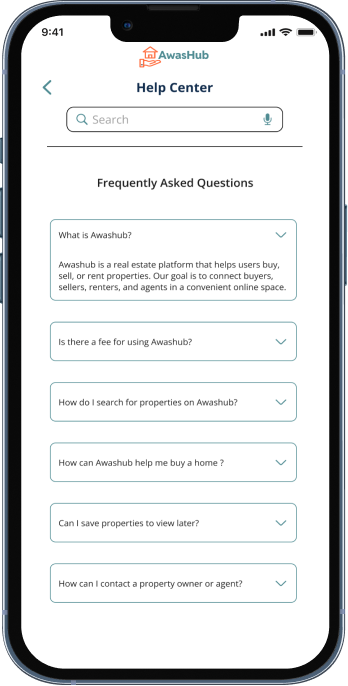 9:41
AwasHub
Help Center
Search
Frequently Asked Questions
What is Awashub?
Awashub is a real estate platform that helps users buy,
sell, or rent properties. Our goal is to connect buyers,
sellers, renters, and agents in a convenient online space.
Is there a fee for using Awashub?
How do I search for properties on Awashub?
How can Awashub help me buy a home ?
Can I save properties to view later?
How can I contact a property owner or agent?